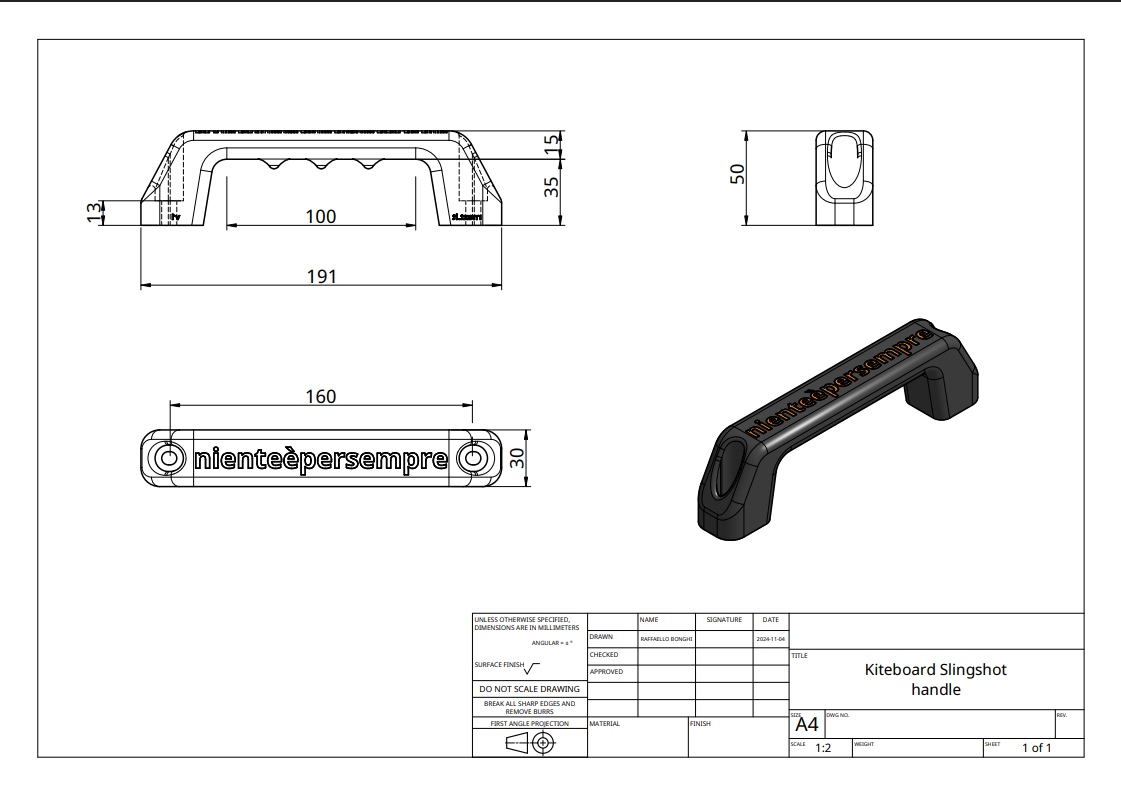 15
35
13
100
191
50
160
nienteèpersempre
30
nienteèpersempre
UNLESS OTHERWISE SPECIFIED,
DIMENSIONS ARE IN MILLIMETERS
ANGULAR = ± °
SURFACE FINISH
DO NOT SCALE DRAWING
BREAK ALL SHARP EDGES AND
REMOVE BURRS
FIRST ANGLE PROJECTION
NAME SIGNATURE DATE
DRAWN RAFFAELLO BONGHI 2024-11-04
CHECKED
APPROVED
MATERIAL FINISH
TITLE
Kiteboard Slingshot
handle
SIZE A4 DWG NO. REV.
SCALE 1:2 WEIGHT SHEET 1 of 1